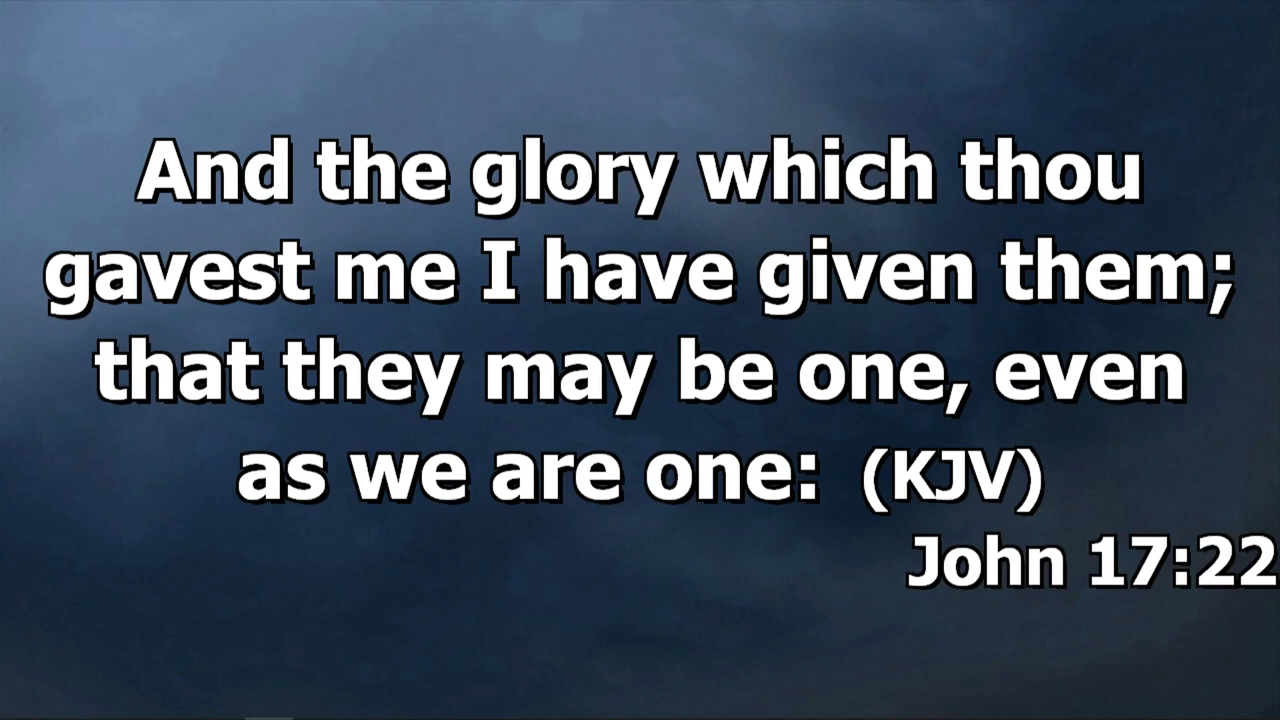 And the glory which thou
gavest me I have given them;
that they may be one, even
as we are one: (KJV)
John 17:22